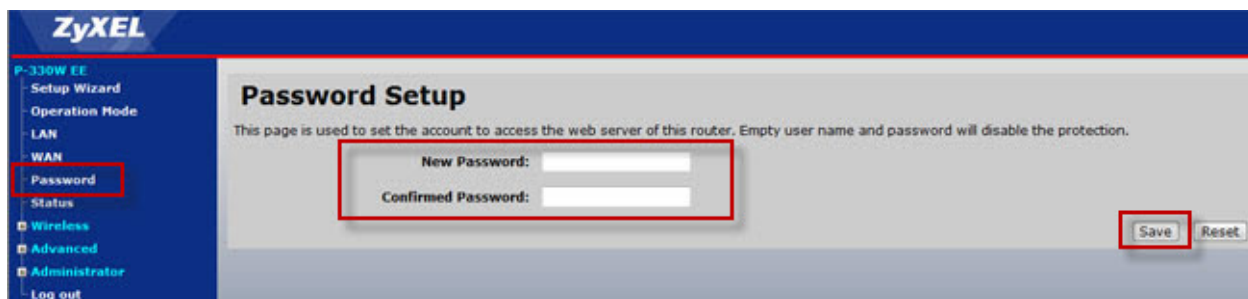 ZyXEL
P-330W EE
Setup Wizard
Operation Mode
LAN
WAN
Password
Status
Wireless
Advanced
Administrator
Log out
Password Setup
This page is used to set the account to access the web server of this router. Empty user name and password will disable the protection.
New Password:
Confirmed Password:
Save Reset